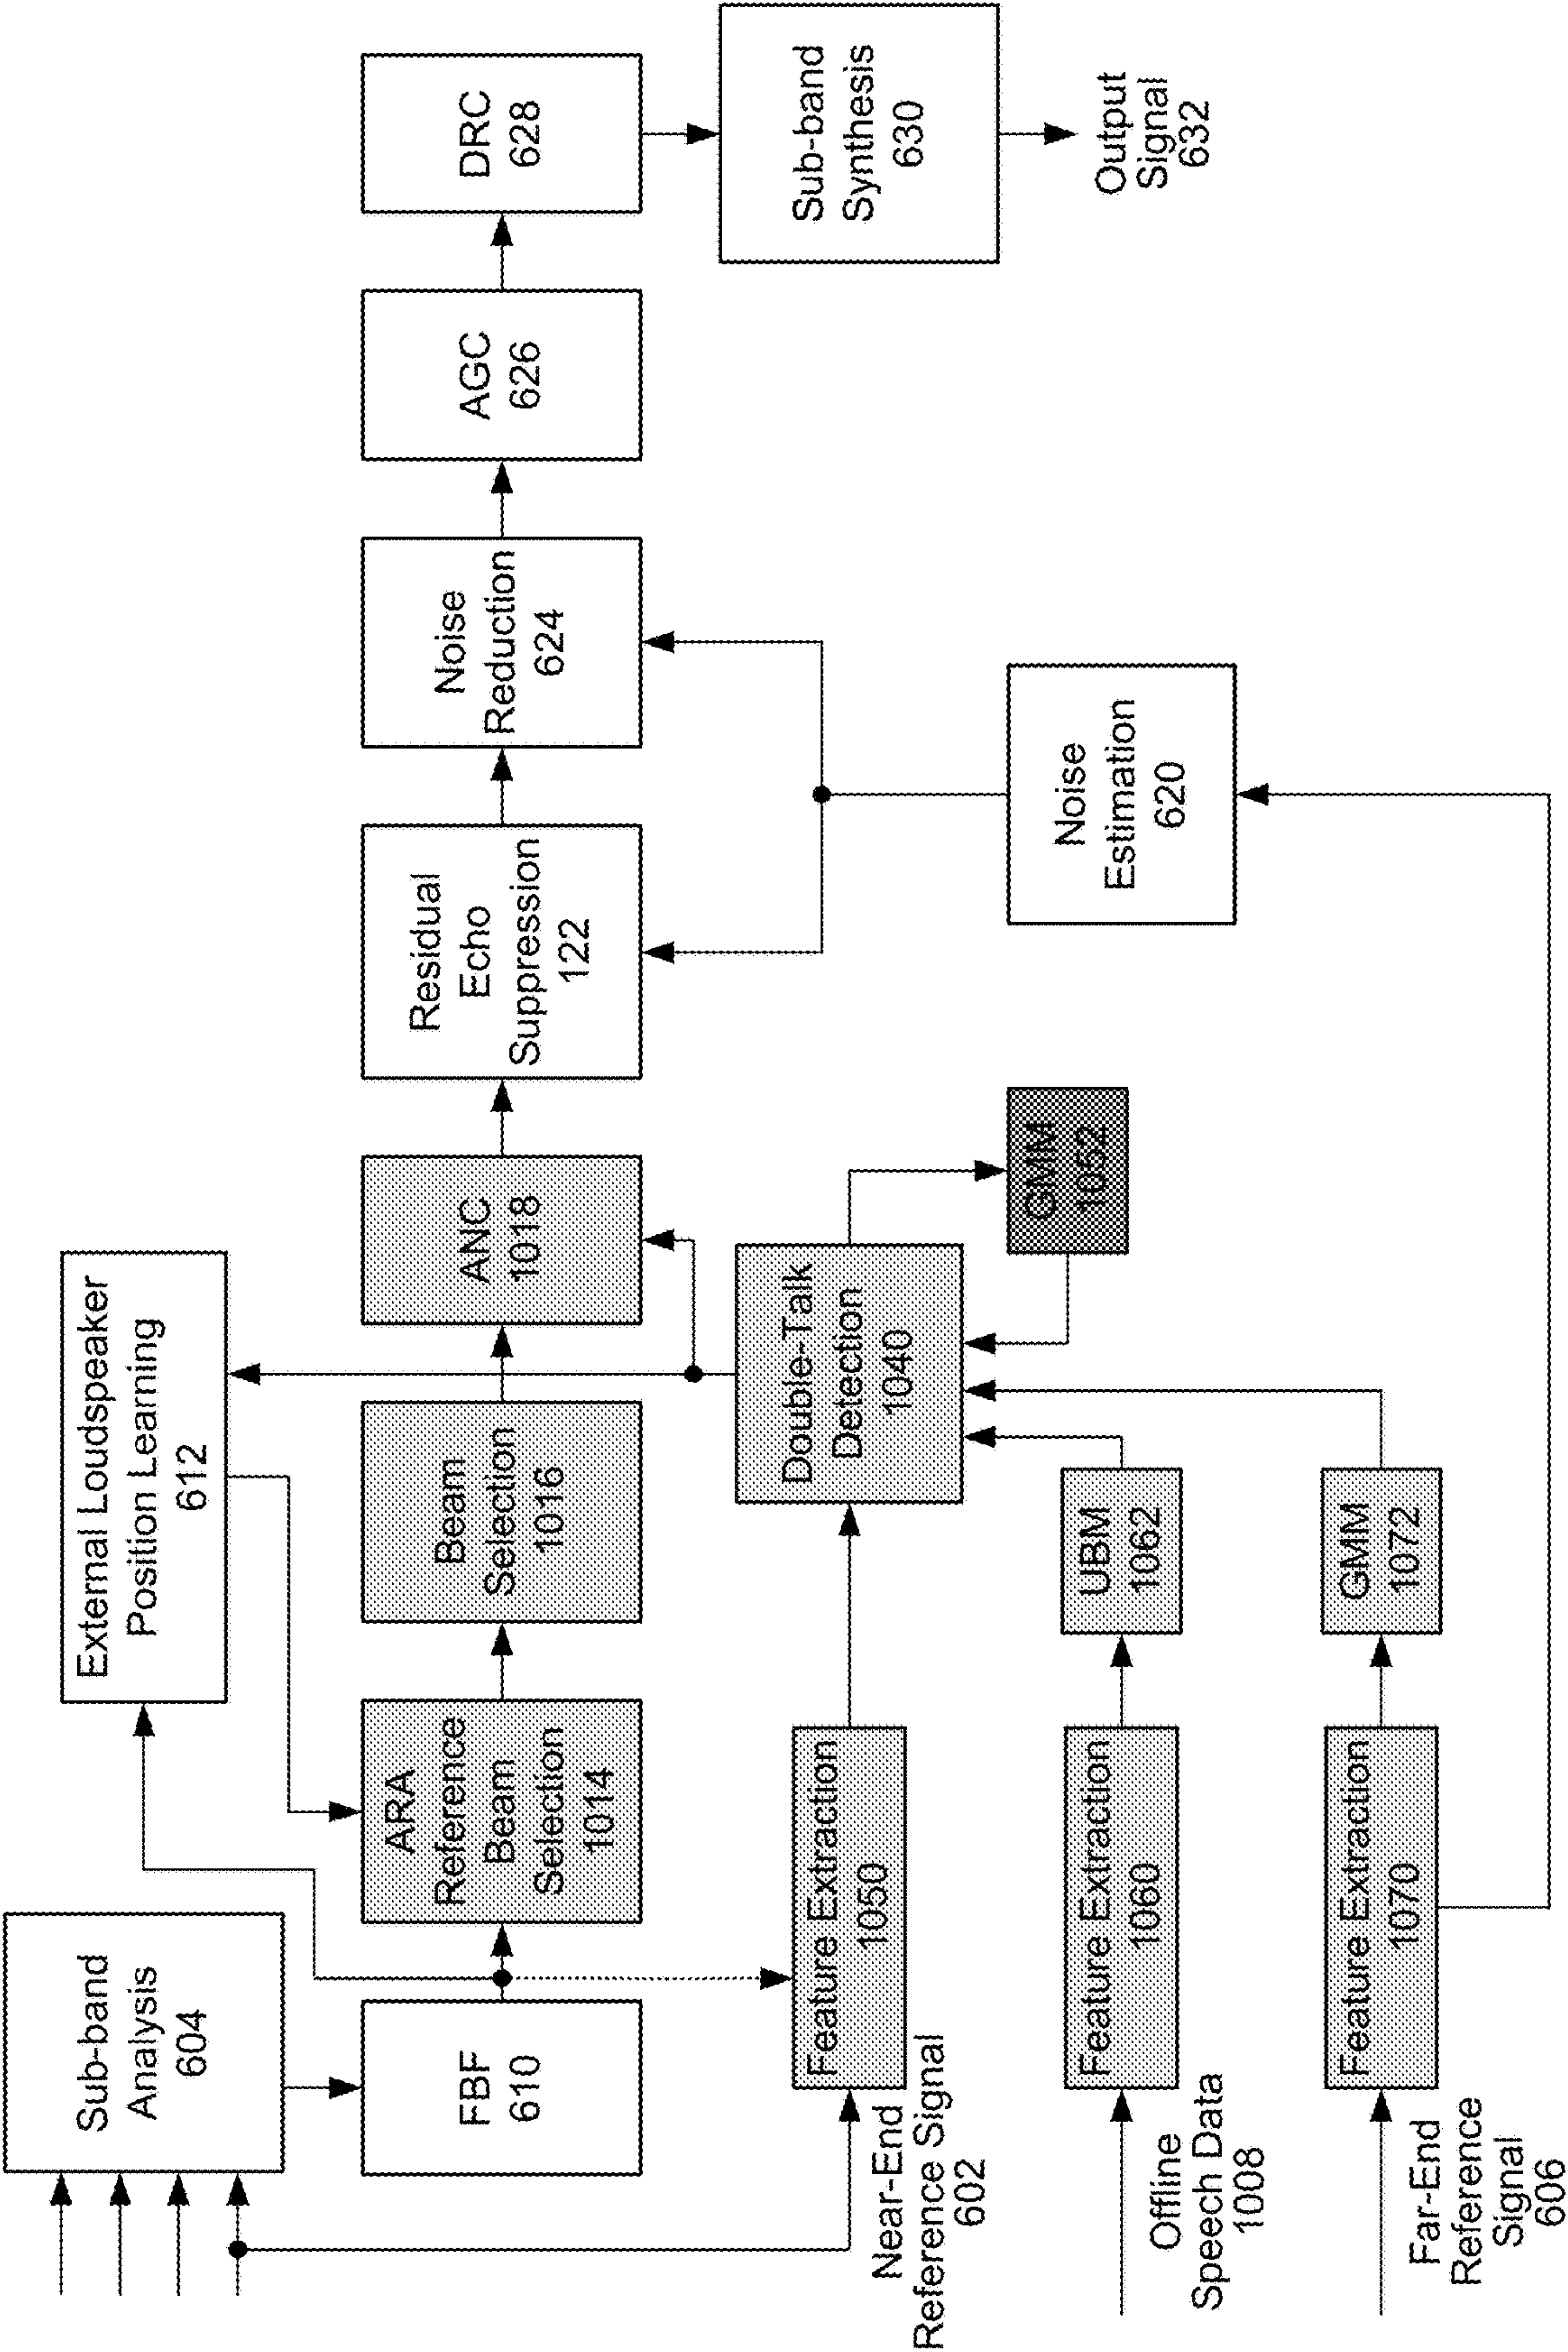 Sub-band
Analysis
604
External Loudspeaker
Position Learning
612
FBF
610
ARA
Reference
Beam
Selection
1014
Beam
Selection
1016
ANC
1018
Residual
Echo
Suppression
122
Noise
Reduction
624
AGC
626
DRC
628
Near-End
Reference Signal
602
Feature Extraction
1050
Double-Talk
Detection
1040
Sub-band
Synthesis
630
Offline
Speech Data
1008
Feature Extraction
1060
UBM
1062
GMM
1052
Noise
Estimation
620
Output
Signal
632
Far-End
Reference
Signal
606
Feature Extraction
1070
GMM
1072